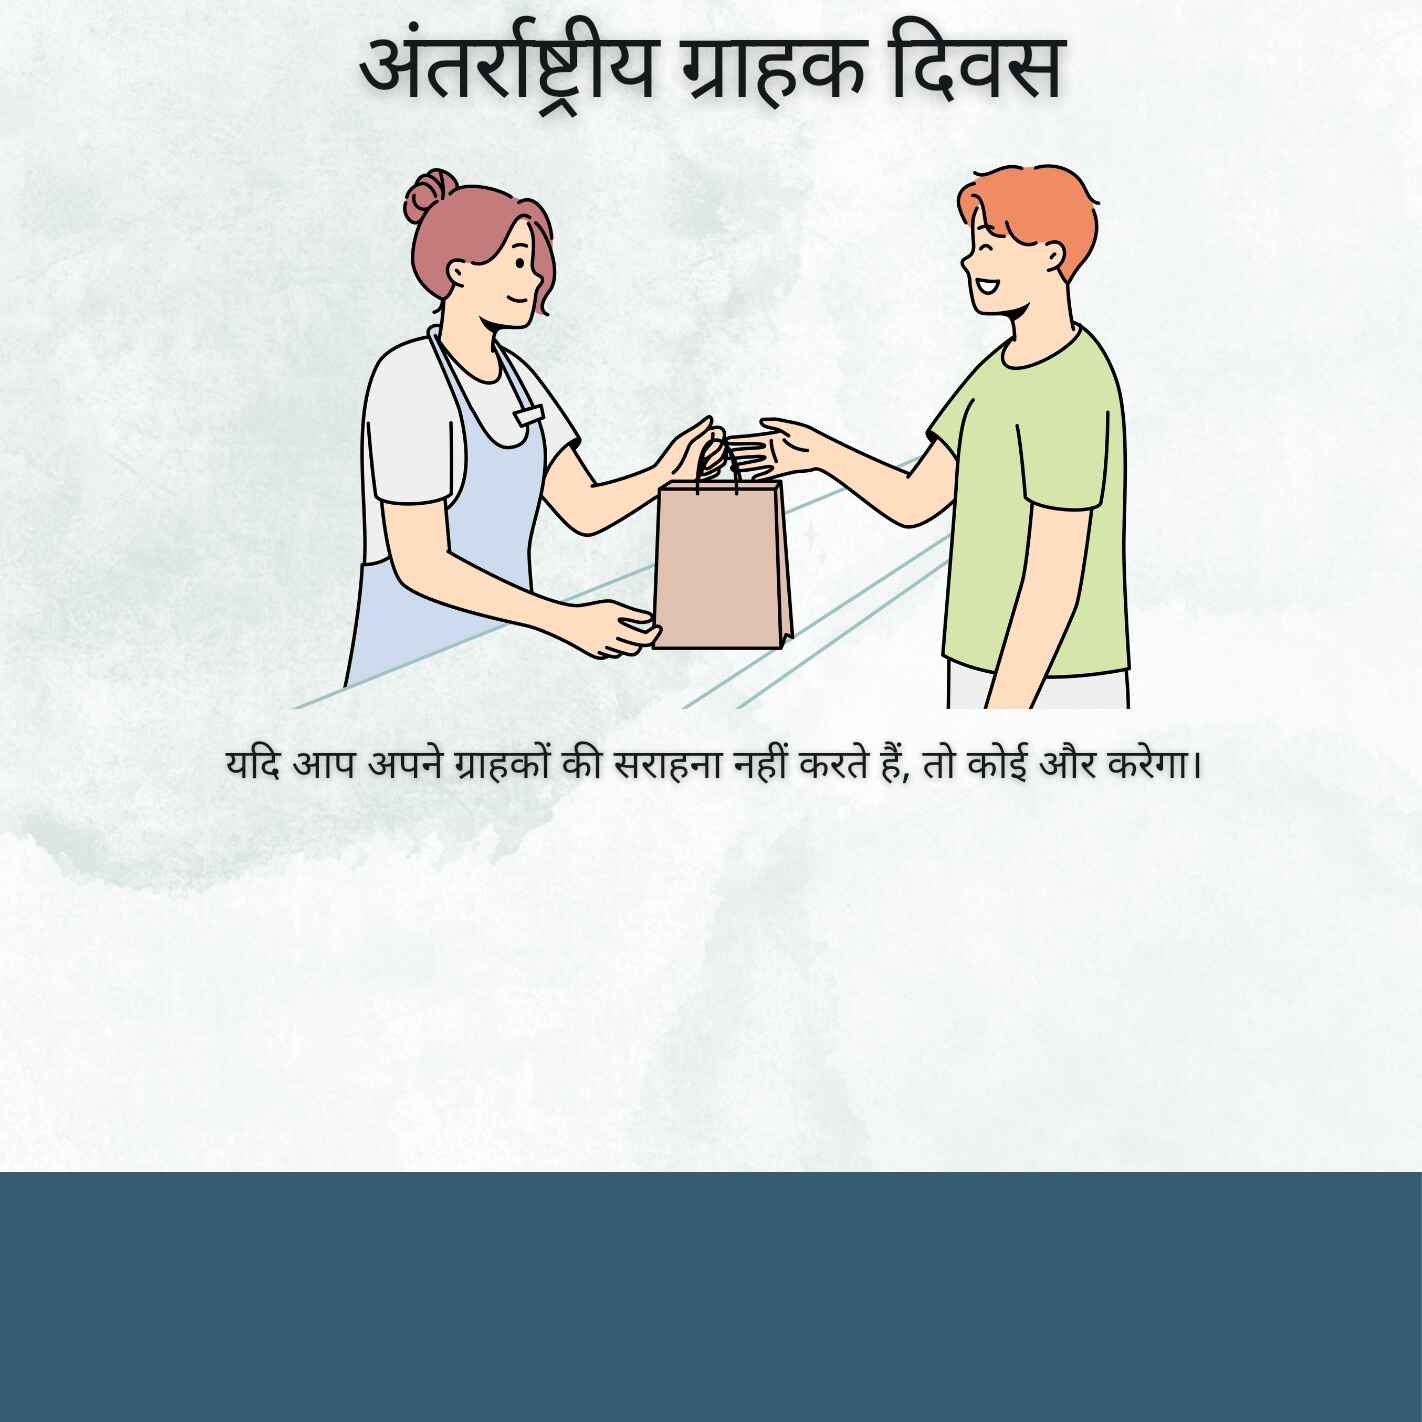 अंतर्राष्ट्रीय ग्राहक दिवस
यदि आप अपने ग्राहकों की सराहना नहीं करते हैं, तो कोई और करेगा।